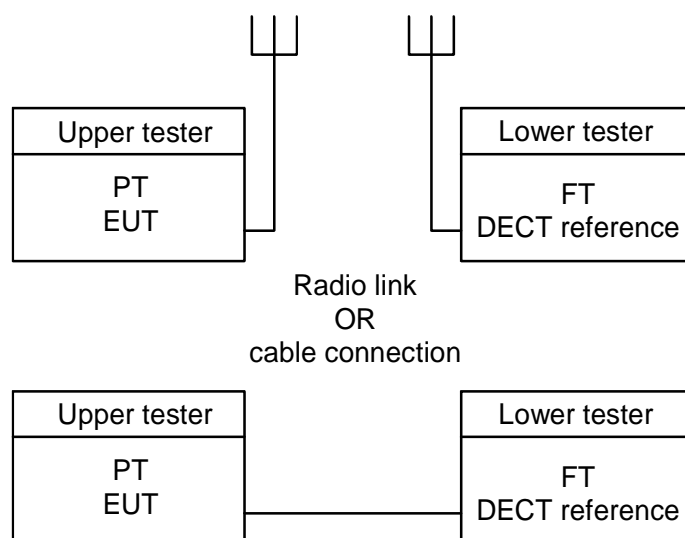 Upper tester
PT
EUT
Lower tester
FT
DECT reference
Radio link
OR
cable connection
Upper tester
PT
EUT
Lower tester
FT
DECT reference